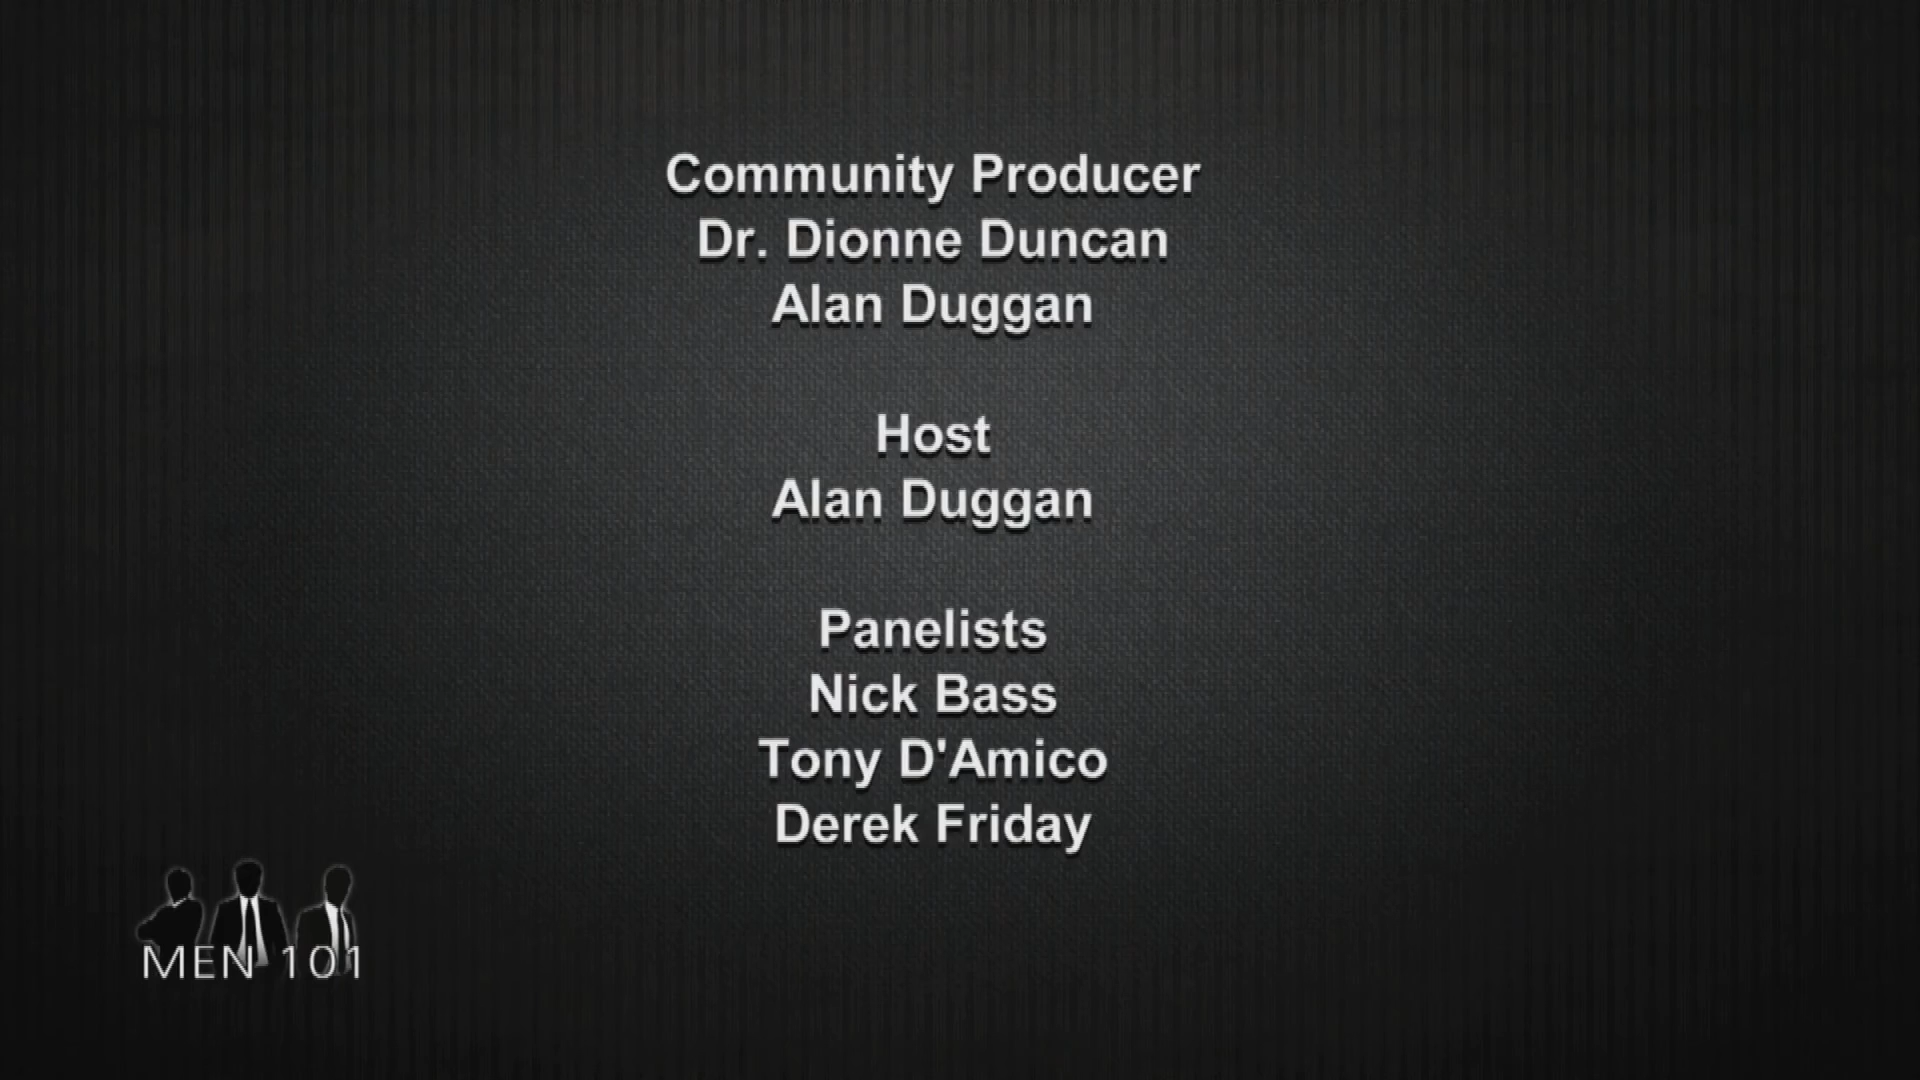 Community Producer
Dr. Dionne Duncan
Alan Duggan
Host
Alan Duggan
Panelists
Nick Bass
Tony D'Amico
Derek Friday
MEN 101